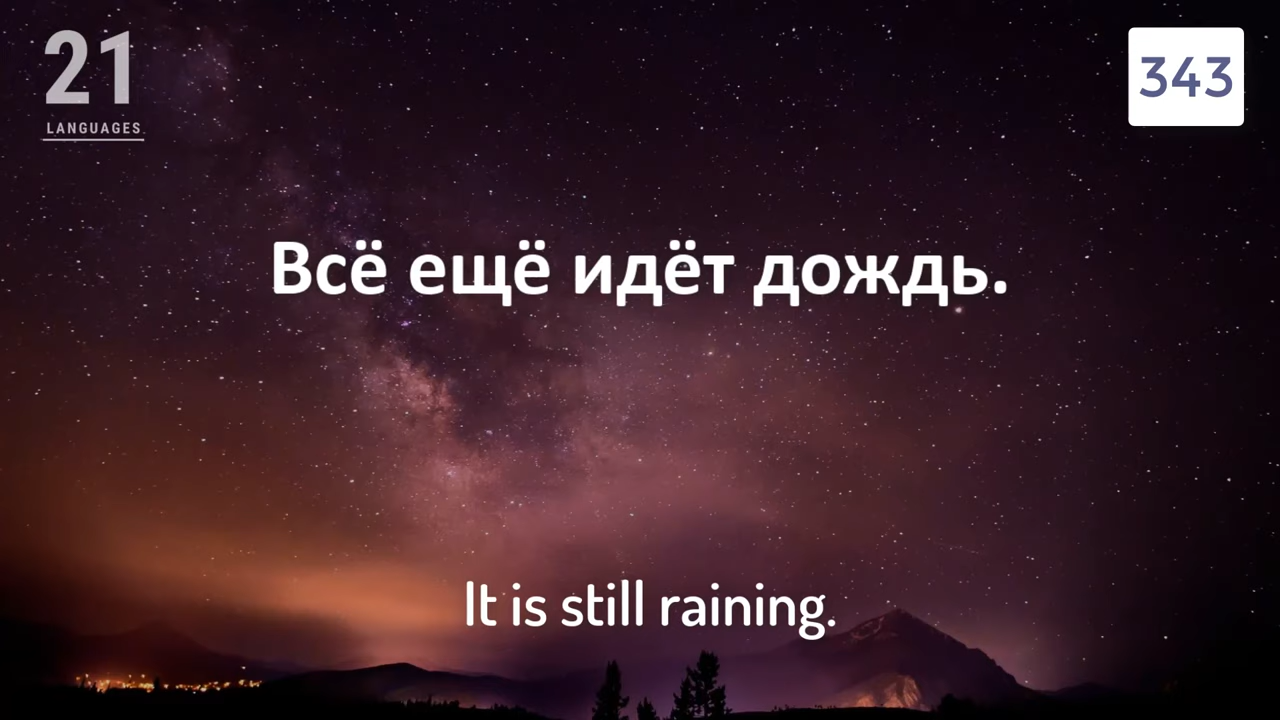 21
LANGUAGES
343
Всё ещё идёт дождь.
It is still raining.